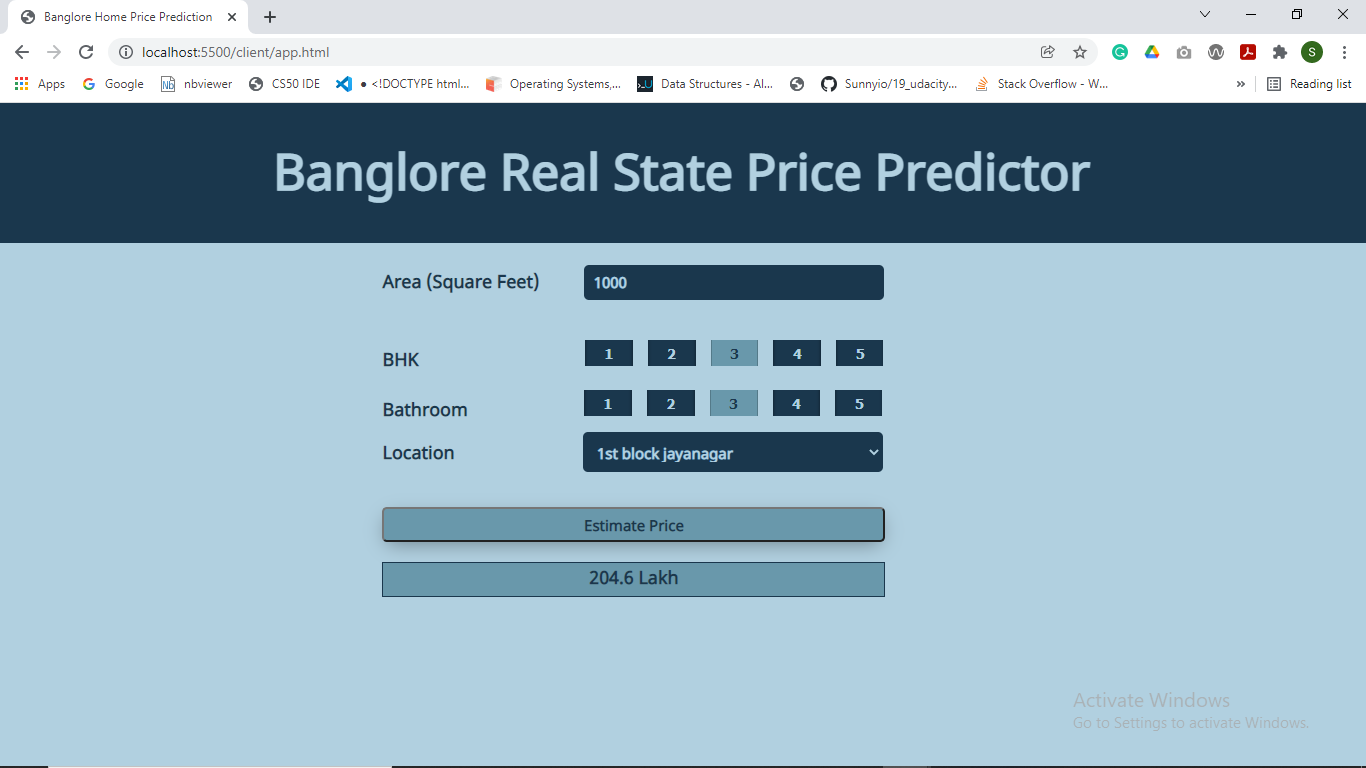 Banglore Home Price Prediction
localhost:5500/client/app.html
S
Apps Google nbviewer CS50 IDE • <!DOCTYPE html... Operating Systems,... Data Structures - Al... Sunnyio/19_udacity... Stack Overflow - W... » Reading list
Banglore Real State Price Predictor
Area (Square Feet) 1000
BHK 1 2 3 4 5
Bathroom 1 2 3 4 5
Location 1st block jayanagar
Estimate Price
204.6 Lakh
Activate Windows
Go to Settings to activate Windows.